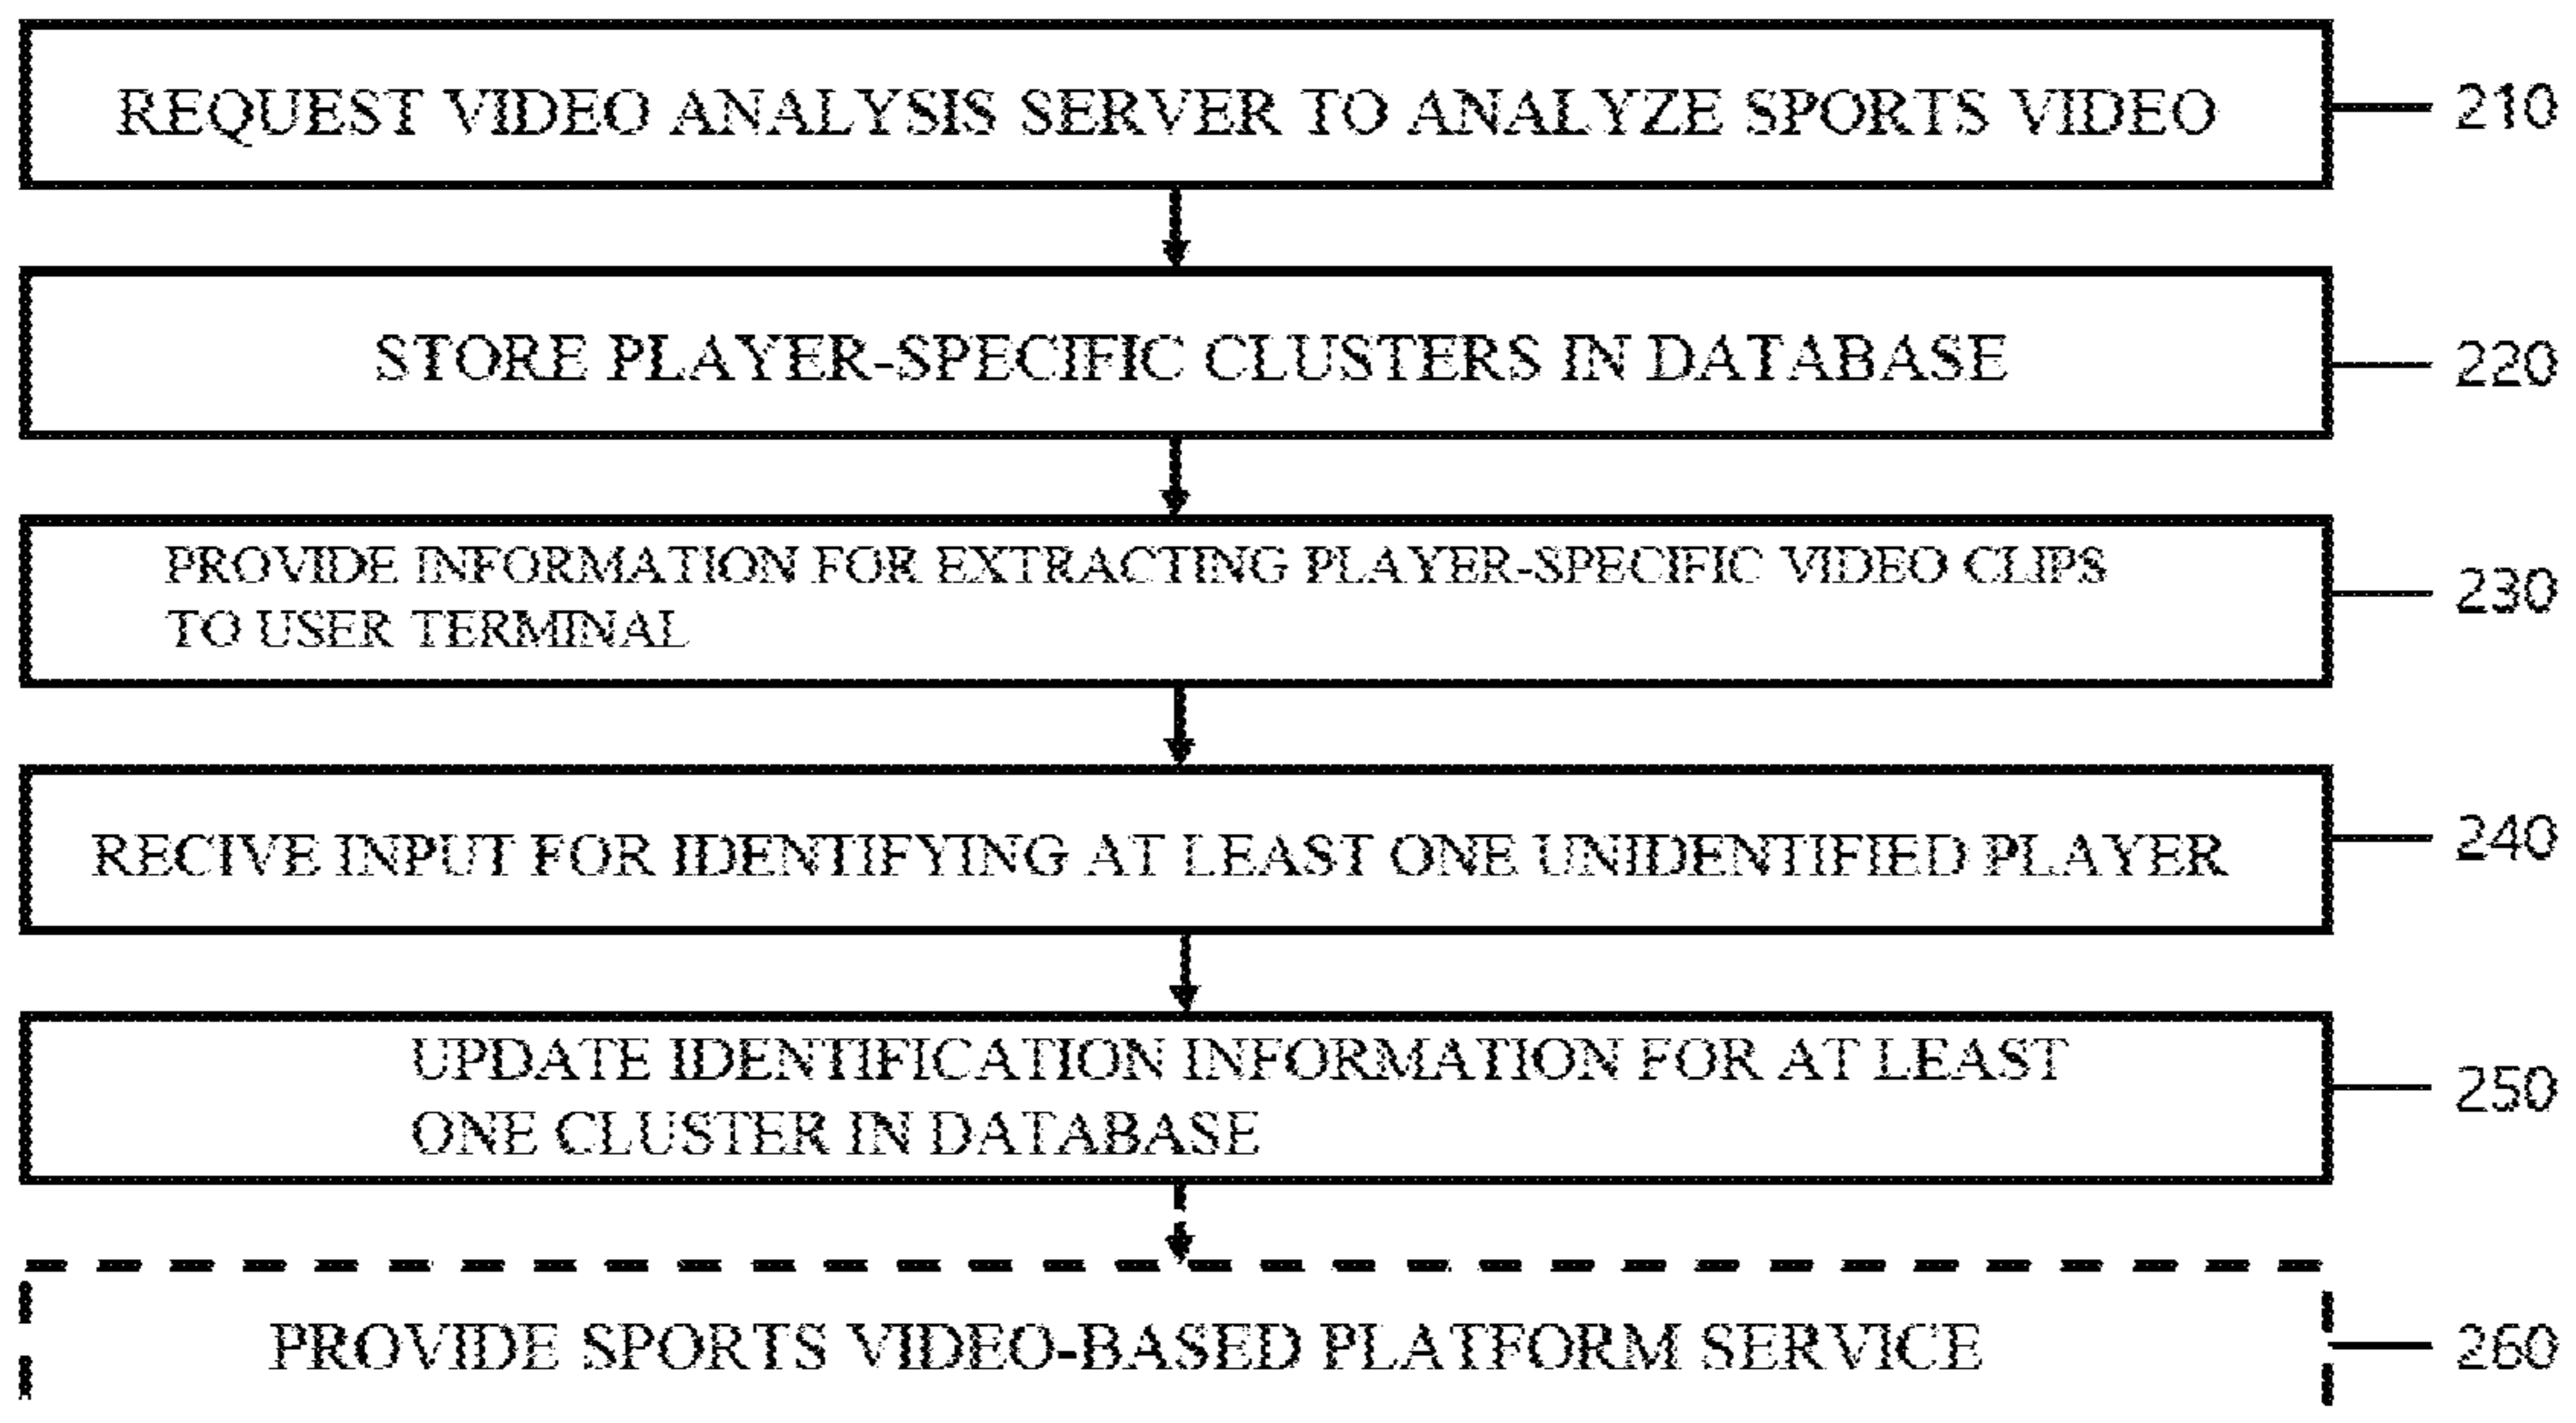 REQUEST VIDEO ANALYSIS SERVER TO ANALYZE SPORTS VIDEO
210
STORE PLAYER-SPECIFIC CLUSTERS IN DATABASE
220
PROVIDE INFORMATION FOR EXTRACTING PLAYER-SPECIFIC VIDEO CLIPS
TO USER TERMINAL
230
RECIVE INPUT FOR IDENTIFYING AT LEAST ONE UNIDENTIFIED PLAYER
240
UPDATE IDENTIFICATION INFORMATION FOR AT LEAST
ONE CLUSTER IN DATABASE
250
PROVIDE SPORTS VIDEO-BASED PLATFORM SERVICE
260